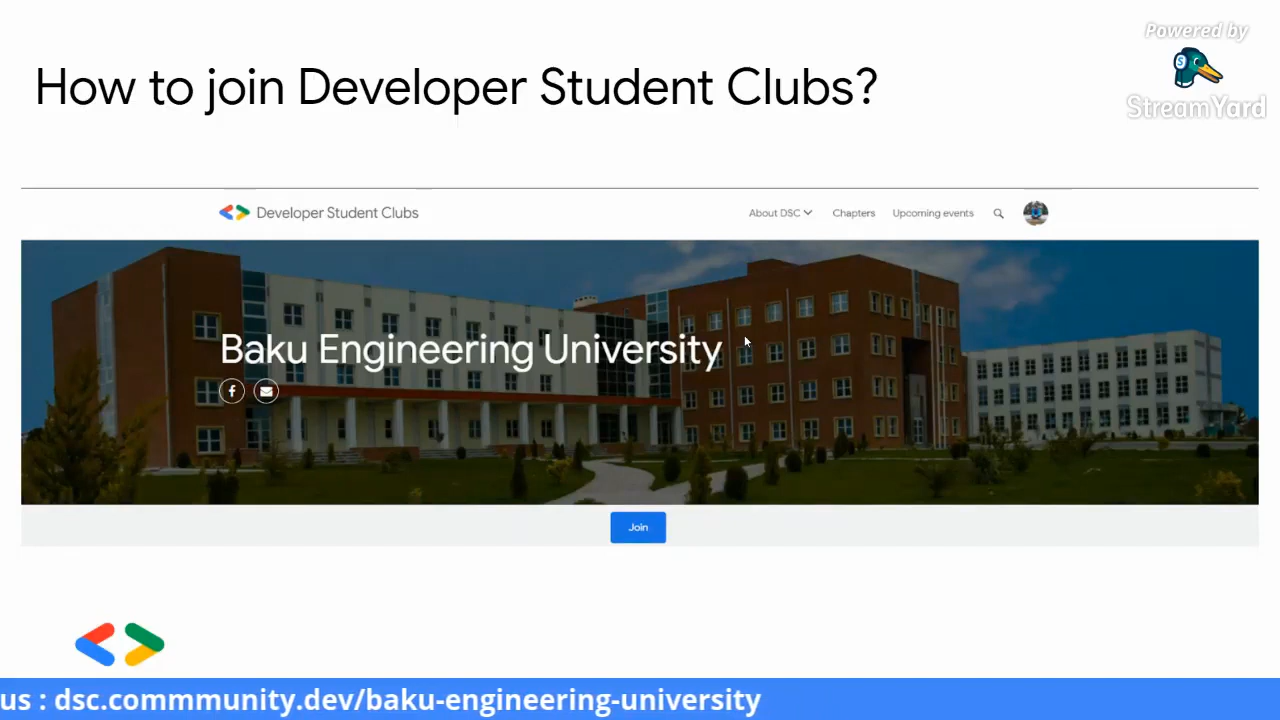 Powered by
StreamYard
How to join Developer Student Clubs?
Developer Student Clubs
About DSC
Chapters
Upcoming events
Baku Engineering University
Join
us : dsc.commmunity.dev/baku-engineering-university